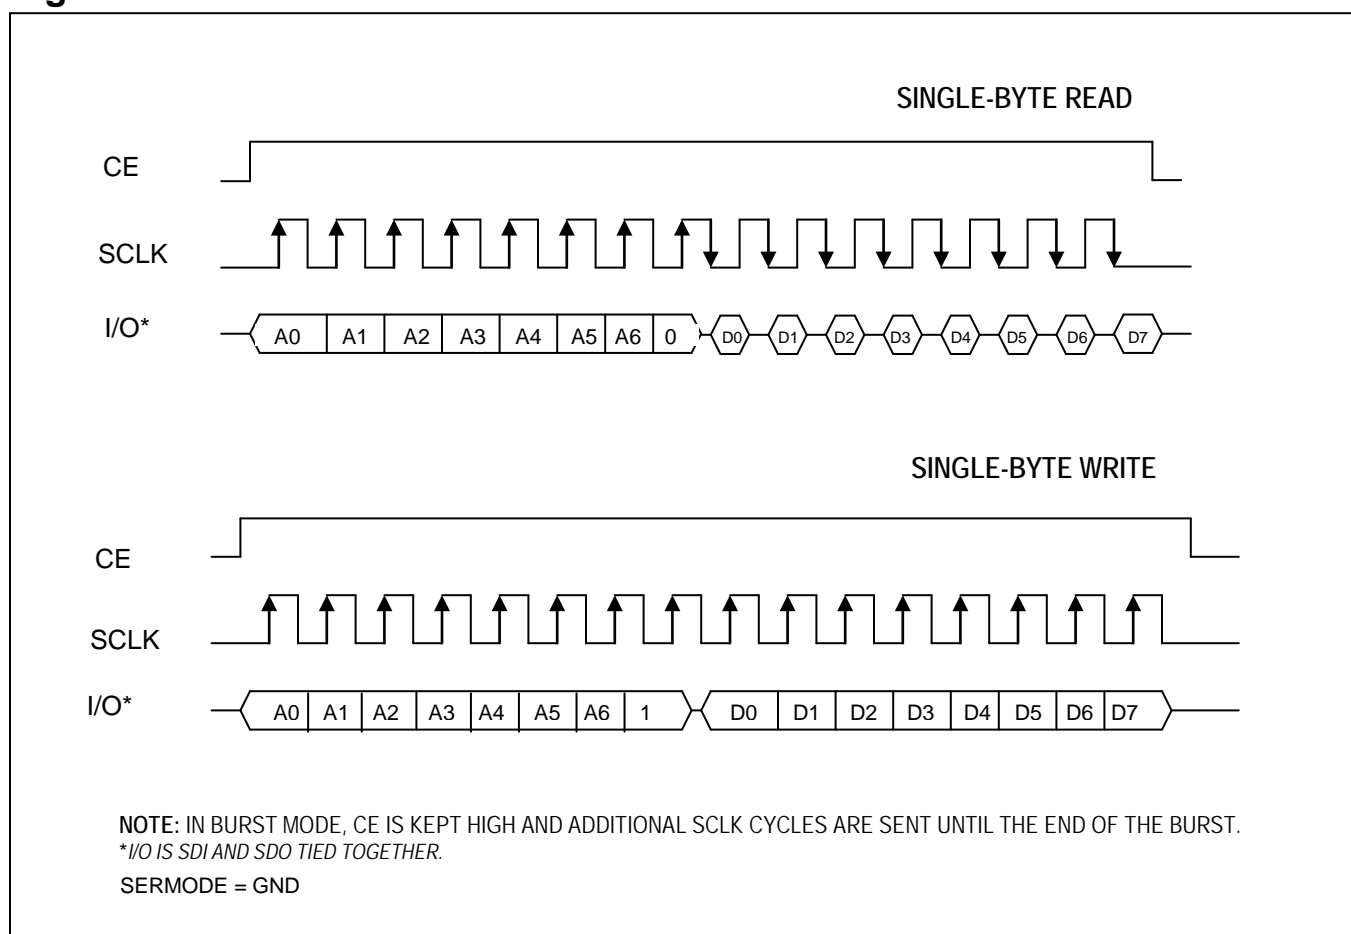 SINGLE-BYTE READ
CE
SCLK
I/O*
A0 A1 A2 A3 A4 A5 A6 0 D0 D1 D2 D3 D4 D5 D6 D7
SINGLE-BYTE WRITE
CE
SCLK
I/O*
A0 A1 A2 A3 A4 A5 A6 1 D0 D1 D2 D3 D4 D5 D6 D7
NOTE: IN BURST MODE, CE IS KEPT HIGH AND ADDITIONAL SCLK CYCLES ARE SENT UNTIL THE END OF THE BURST.
*I/O IS SDI AND SDO TIED TOGETHER.
SERMODE = GND